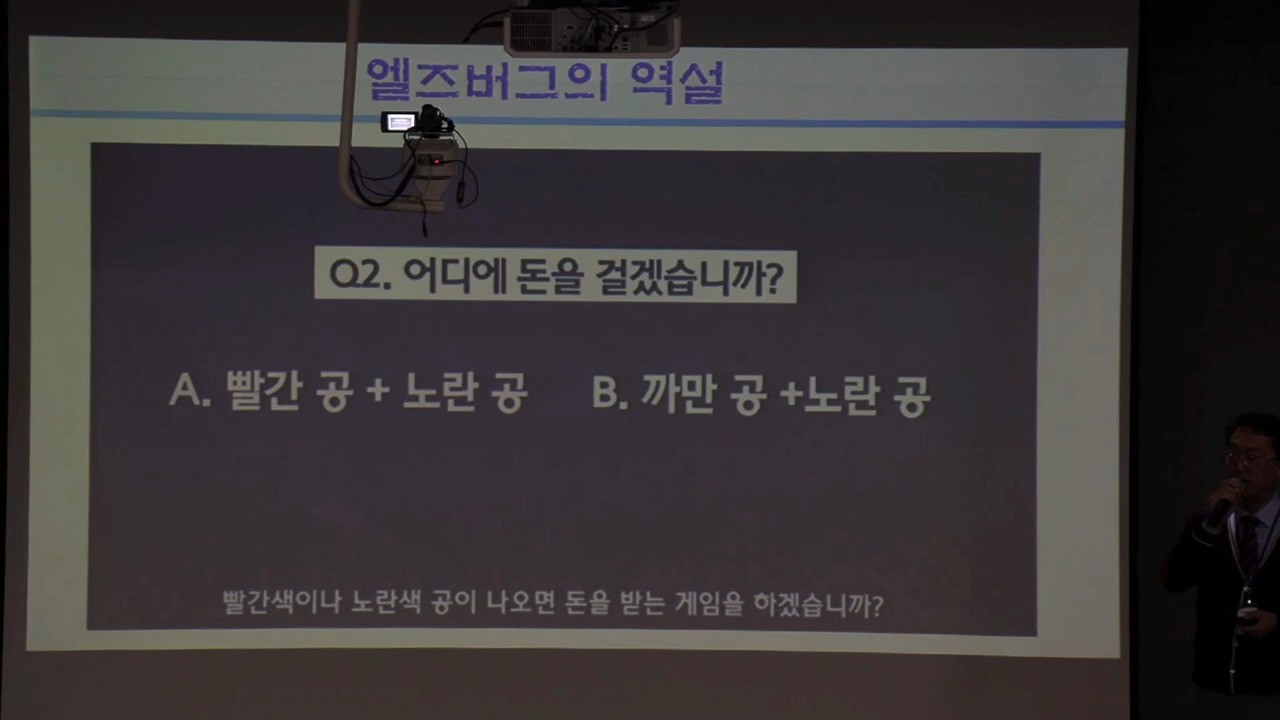 엘즈버그의 역설
Q2. 어디에 돈을 걸겠습니까?
A. 빨간 공 + 노란 공
B. 까만 공 +노란 공
빨간색이나 노란색 공이 나오면 돈을 받는 게임을 하겠습니까?